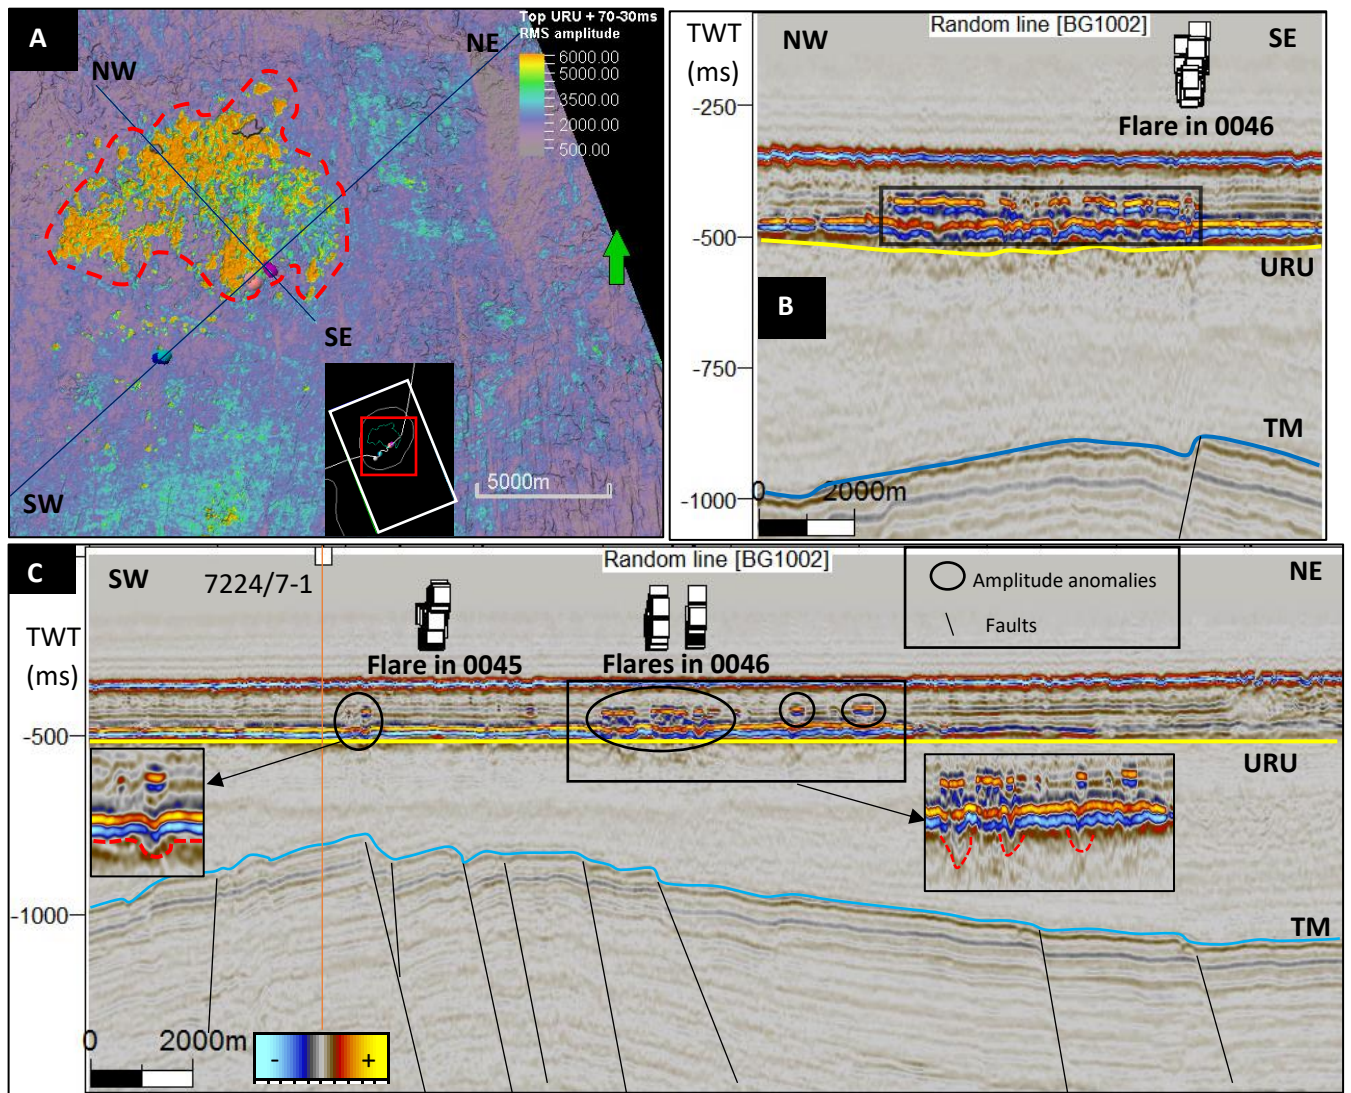 A
Top URU + 70-30ms
RMS amplitude
6000.00
5000.00
3500.00
2000.00
500.00
NE
NW
SE
SW
5000m
TWT
(ms)
NW
Random line [BG1002]
SE
-250
Flare in 0046
-500
URU
B
-750
TM
-1000
0
2000m
C
SW
7224/7-1
Random line [BG1002]
NE
Amplitude anomalies
Faults
TWT
(ms)
Flare in 0045
Flares in 0046
-500
URU
-1000
TM
0
2000m
-
+